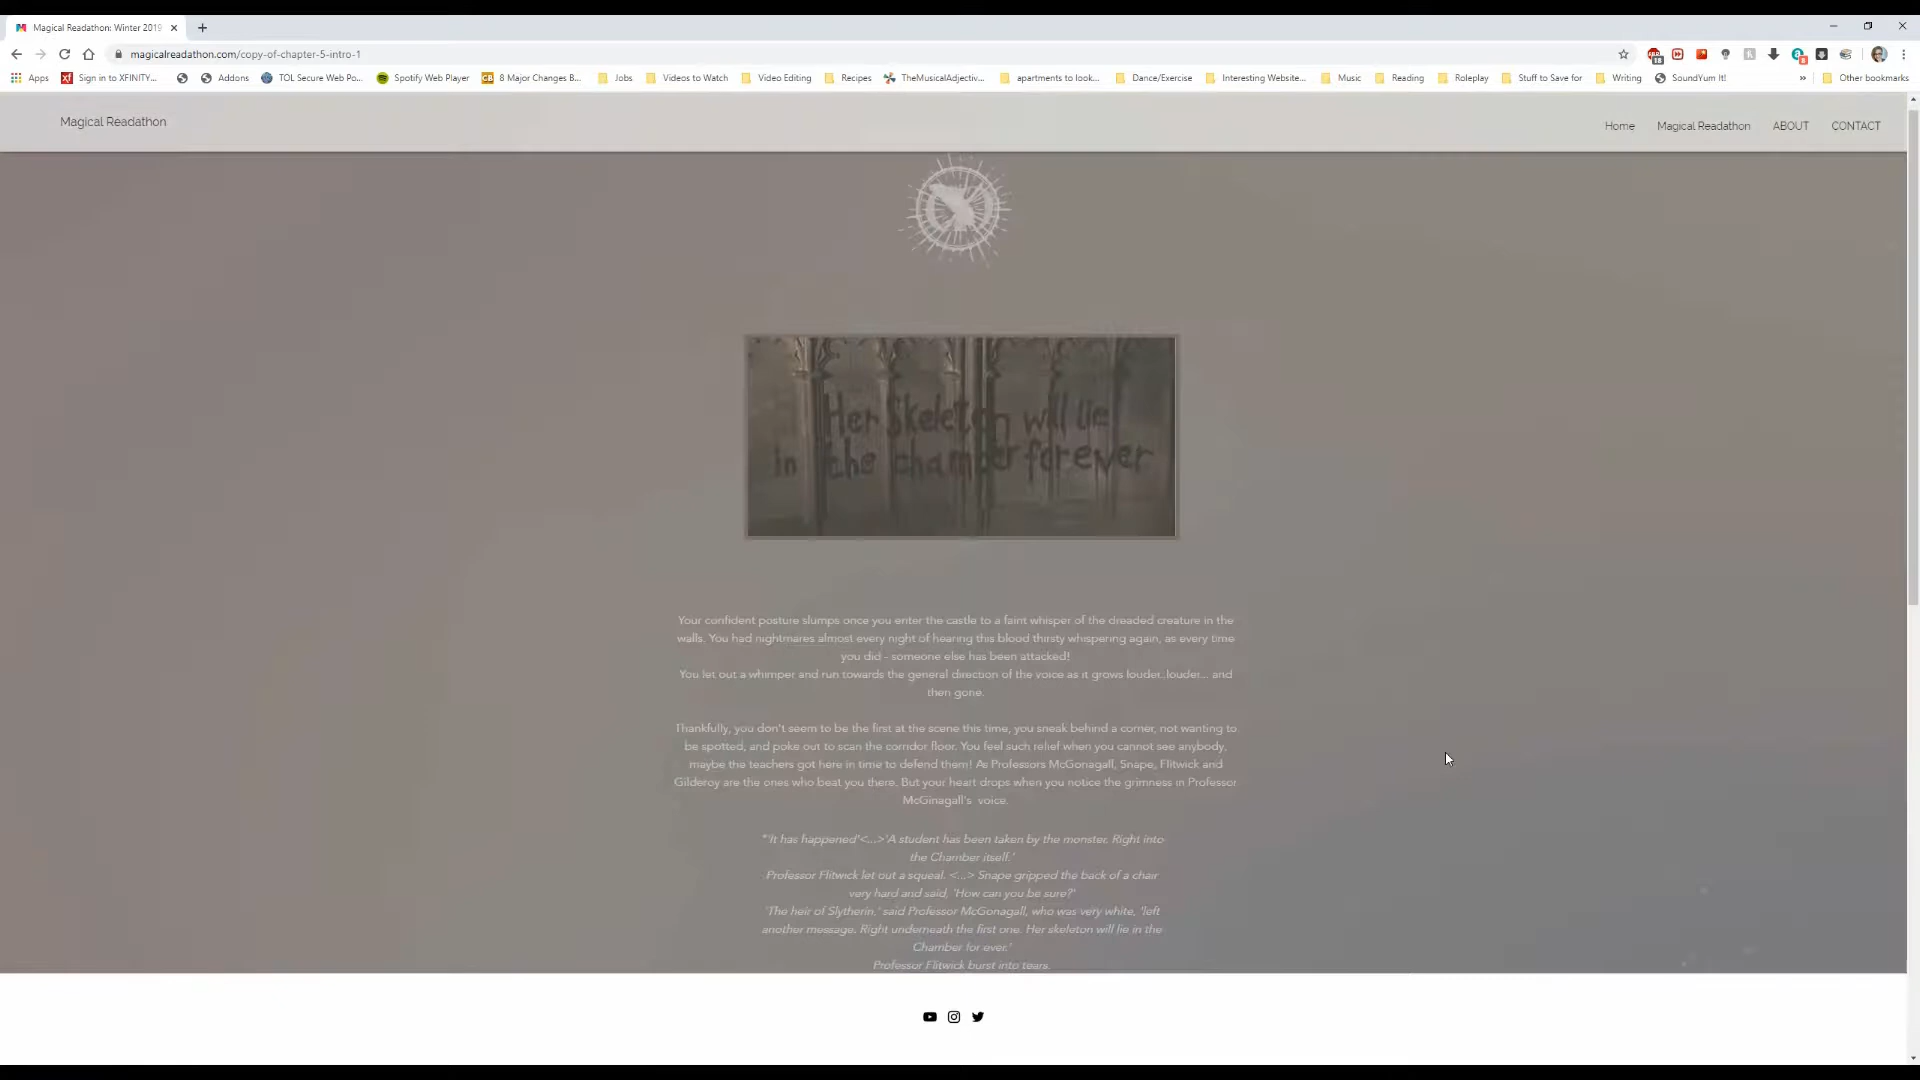 Magical Readathon: Winter 2019
magicalreadathon.com/copy-of-chapter-5-intro-1
Apps Sign in to XFINITY... Addons TOL Secure Web Po... Spotify Web Player 8 Major Changes B... Jobs Videos to Watch Video Editing Recipes TheMusicalAdjectiv... apartments to look... Dance/Exercise Interesting Website... Music Reading Roleplay Stuff to Save for Writing SoundYum It! » Other bookmarks
Magical Readathon
Home Magical Readathon ABOUT CONTACT
Her skeleton will lie
in the chamber forever
Your confident posture slumps once you enter the castle to a faint whisper of the dreaded creature in the
walls. You had nightmares almost every night of hearing this blood thirsty whispering again, as every time
you did - someone else has been attacked!
You let out a whimper and run towards the general direction of the voice as it grows louder...louder... and
then gone.
Thankfully, you don't seem to be the first at the scene this time, you sneak behind a corner, not wanting to
be spotted, and poke out to scan the corridor floor. You feel such relief when you cannot see anybody,
maybe the teachers got here in time to defend them! As Professors McGonagall, Snape, Flitwick and
Gilderoy are the ones who beat you there. But your heart drops when you notice the grimness in Professor
McGinagall's voice.
"'It has happened'<...>'A student has been taken by the monster. Right into
the Chamber itself.'
Professor Flitwick let out a squeal. <...> Snape gripped the back of a chair
very hard and said, 'How can you be sure?'
'The heir of Slytherin,' said Professor McGonagall, who was very white, 'left
another message. Right underneath the first one. Her skeleton will lie in the
Chamber for ever.'
Professor Flitwick burst into tears.